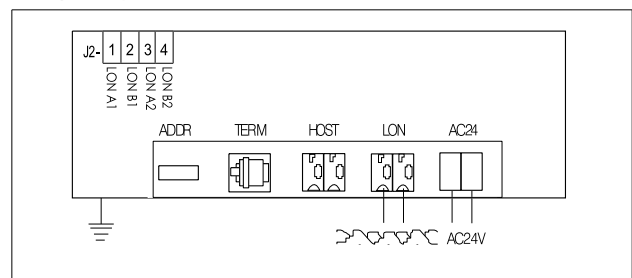 J2- 1 2 3 4
LON A1
LON B1
LON A2
LON B2
ADDR TERM HOST LON AC24
AC24V